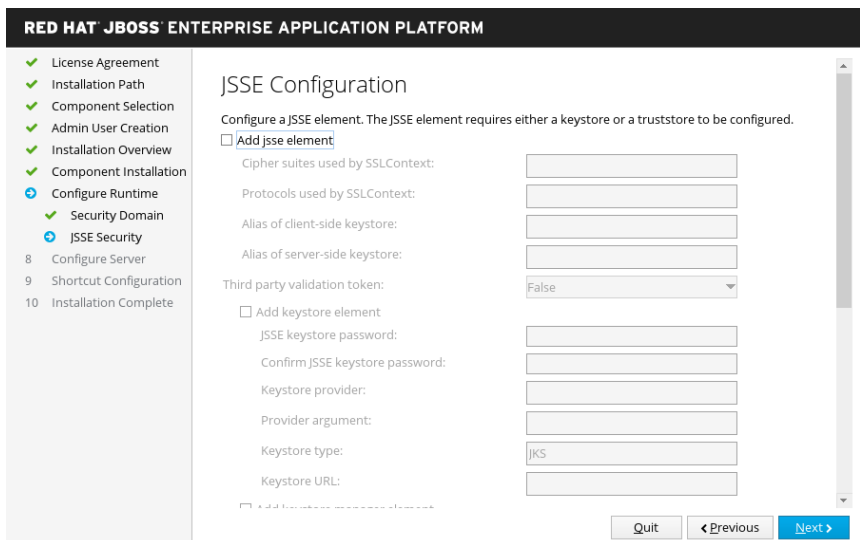 RED HAT JBOSS ENTERPRISE APPLICATION PLATFORM
License Agreement
Installation Path
Component Selection
Admin User Creation
Installation Overview
Component Installation
Configure Runtime
Security Domain
JSSE Security
8 Configure Server
9 Shortcut Configuration
10 Installation Complete
JSSE Configuration
Configure a JSSE element. The JSSE element requires either a keystore or a truststore to be configured.
Add jsse element
Cipher suites used by SSLContext:
Protocols used by SSLContext:
Alias of client-side keystore:
Alias of server-side keystore:
Third party validation token: False
Add keystore element
JSSE keystore password:
Confirm JSSE keystore password:
Keystore provider:
Provider argument:
Keystore type: JKS
Keystore URL:
Add keystore manager element
Quit Previous Next